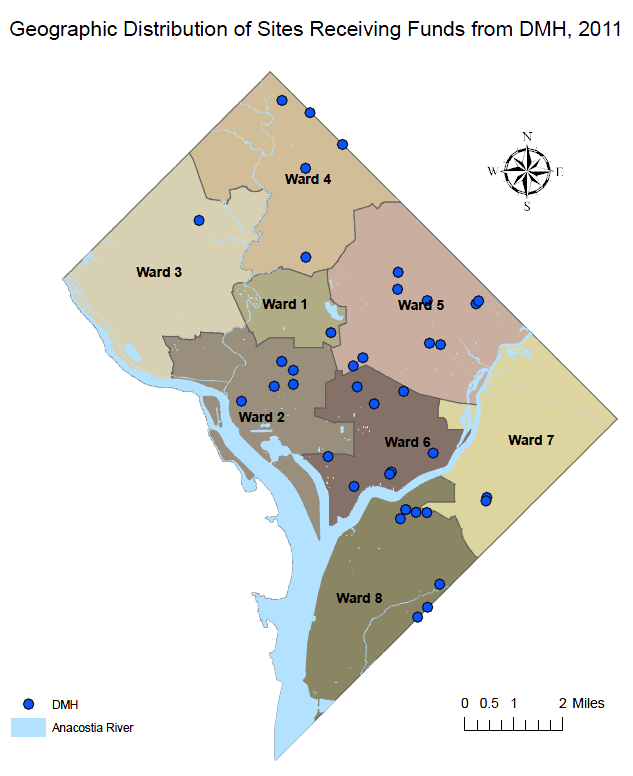 Geographic Distribution of Sites Receiving Funds from DMH, 2011
N
W E
S
Ward 4
Ward 3
Ward 1
Ward 5
Ward 2
Ward 6
Ward 7
Ward 8
DMH
Anacostia River
0 0.5 1 2 Miles